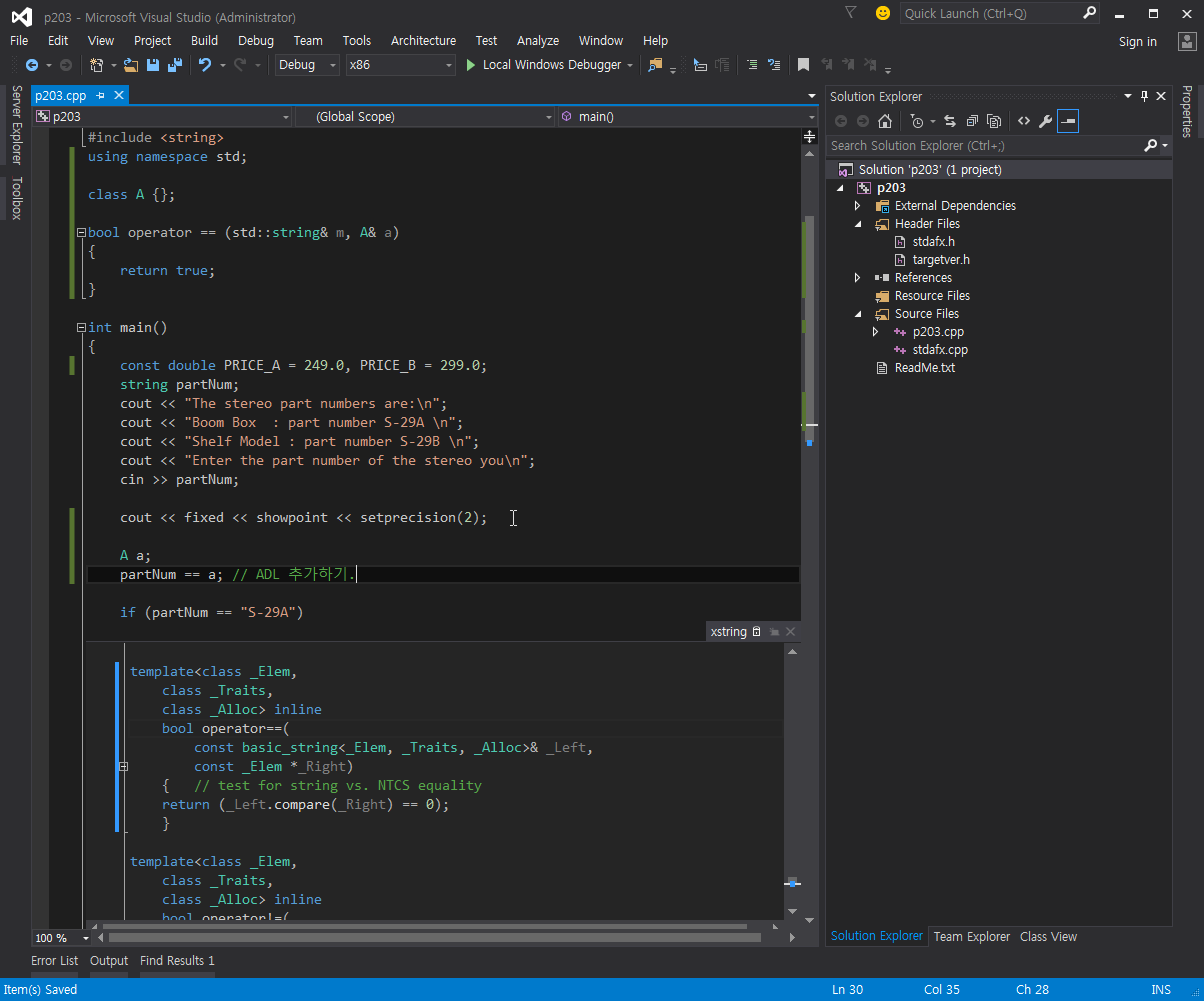 p203 - Microsoft Visual Studio (Administrator)
Quick Launch (Ctrl+Q)
File Edit View Project Build Debug Team Tools Architecture Test Analyze Window Help
Sign in
Debug x86 Local Windows Debugger
Server Explorer
Toolbox
p203.cpp
p203 (Global Scope) main()
#include <string>
using namespace std;
class A {};
bool operator == (std::string& m, A& a)
{
return true;
}
int main()
{
const double PRICE_A = 249.0, PRICE_B = 299.0;
string partNum;
cout << "The stereo part numbers are:\n";
cout << "Boom Box  : part number S-29A \n";
cout << "Shelf Model : part number S-29B \n";
cout << "Enter the part number of the stereo you\n";
cin >> partNum;
cout << fixed << showpoint << setprecision(2);
A a;
partNum == a; // ADL 추가하기.
if (partNum == "S-29A")
xstring
template<class _Elem,
class _Traits,
class _Alloc> inline
bool operator==(
const basic_string<_Elem, _Traits, _Alloc>& _Left,
const _Elem *_Right)
{ // test for string vs. NTCS equality
return (_Left.compare(_Right) == 0);
}
template<class _Elem,
class _Traits,
class _Alloc> inline
bool operator!=(
100 %
Solution Explorer
Search Solution Explorer (Ctrl+;)
Solution 'p203' (1 project)
p203
External Dependencies
Header Files
stdafx.h
targetver.h
References
Resource Files
Source Files
p203.cpp
stdafx.cpp
ReadMe.txt
Solution Explorer Team Explorer Class View
Properties
Error List Output Find Results 1
Item(s) Saved Ln 30 Col 35 Ch 28 INS